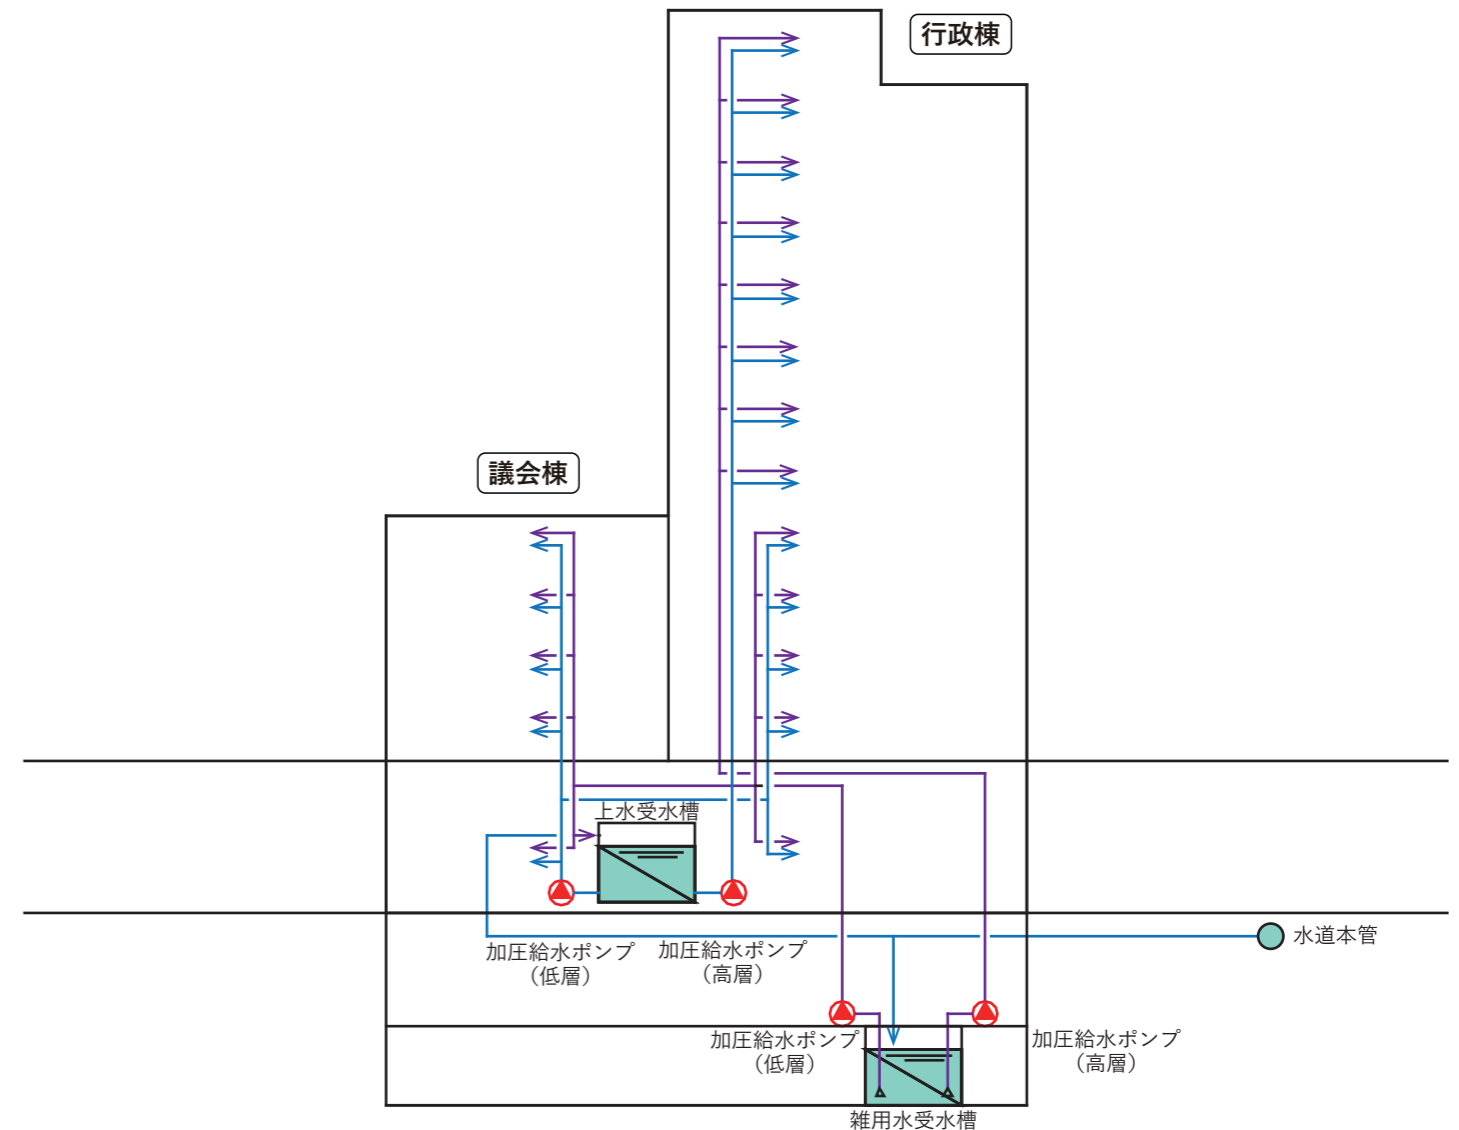 行政棟
議会棟
上水受水槽
水道本管
加圧給水ポンプ
（低層）
加圧給水ポンプ
（高層）
加圧給水ポンプ
（低層）
加圧給水ポンプ
（高層）
雑用水受水槽